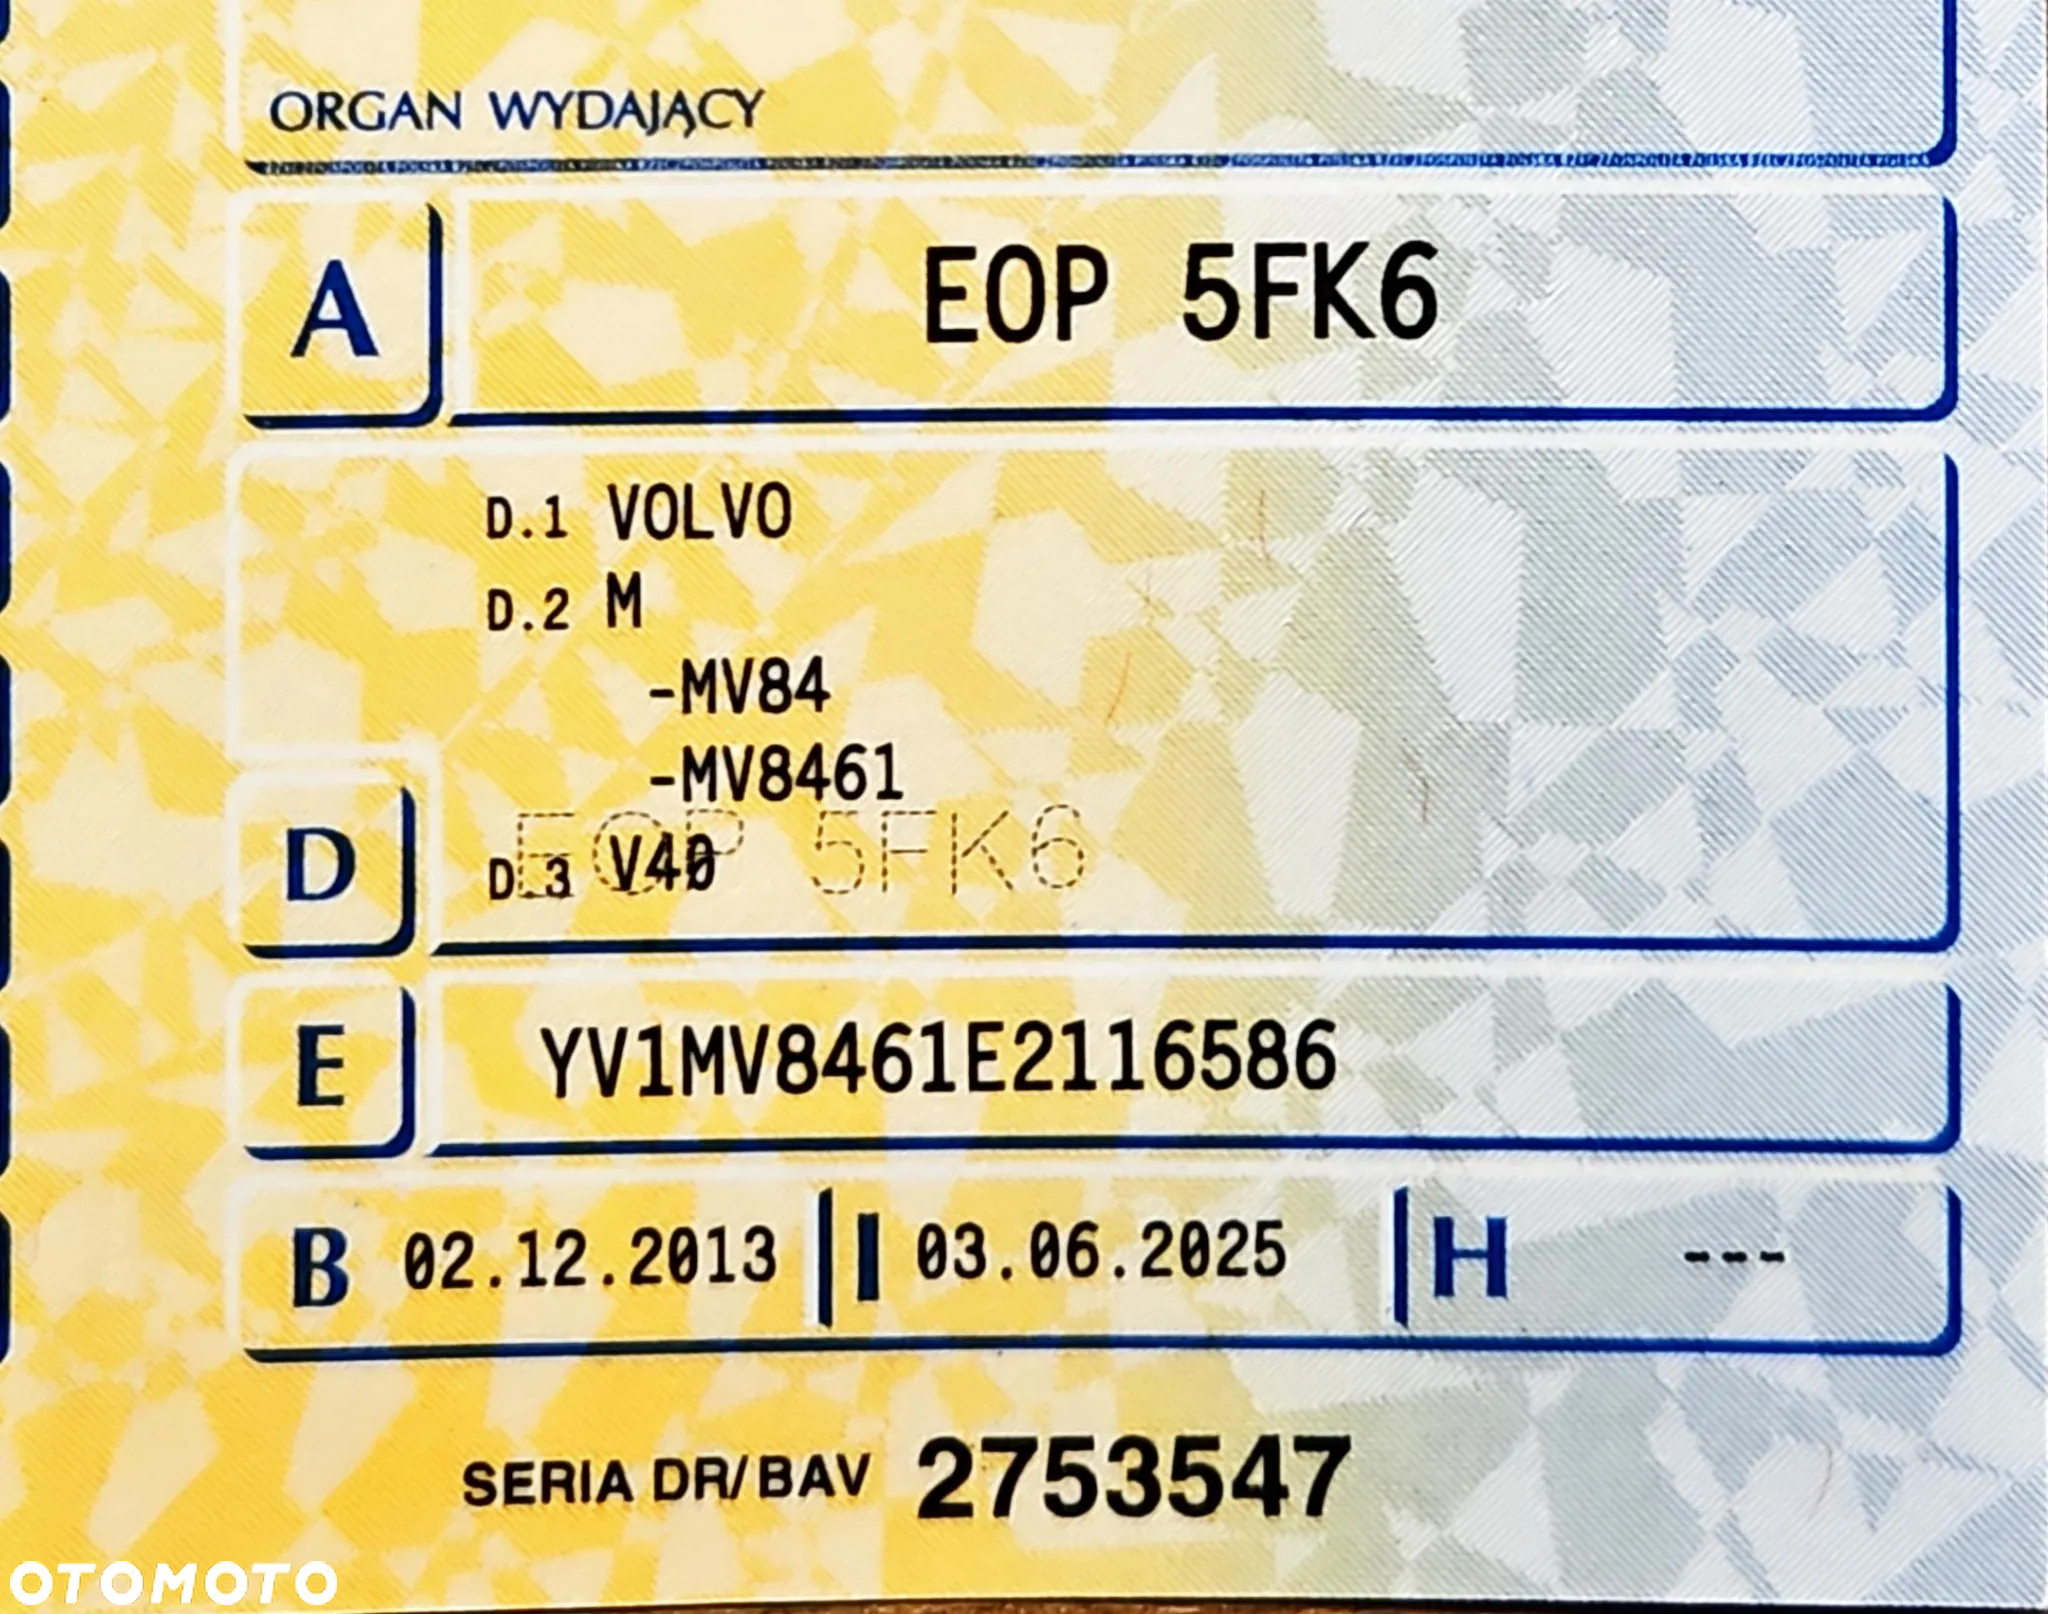 ORGAN WYDAJĄCY
A EOP 5FK6
D.1 VOLVO
D.2 M
-MV84
-MV8461
EOP 5FK6
D D.3 V40
E YV1MV8461E2116586
B 02.12.2013 I 03.06.2025 H ---
SERIA DR/BAV 2753547
OTOMOTO